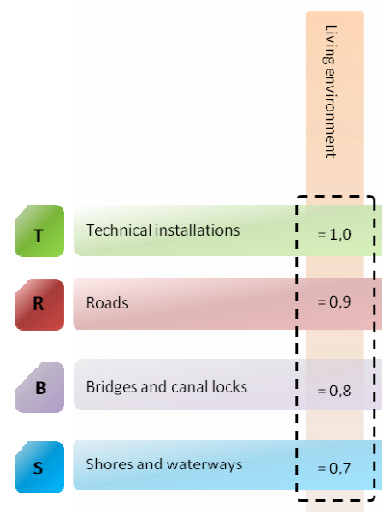 Living environment
T Technical installations = 1,0
R Roads = 0,9
B Bridges and canal locks = 0,8
S Shores and waterways = 0,7